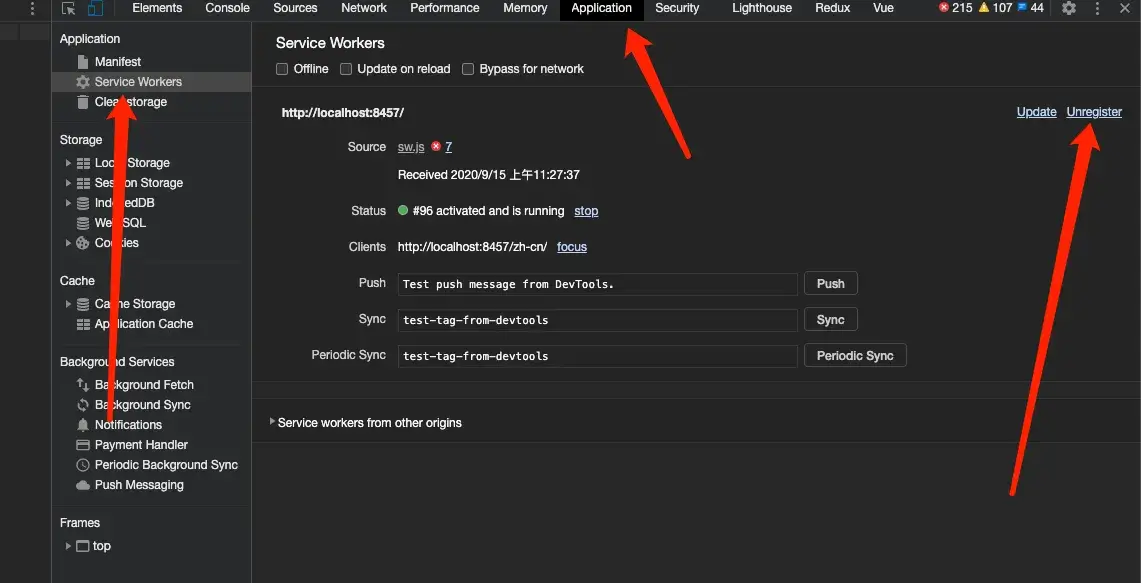 Elements Console Sources Network Performance Memory Application Security Lighthouse Redux Vue 215 107 44
Application
Manifest
Service Workers
Clear storage
Storage
Local Storage
Session Storage
IndexedDB
Web SQL
Cookies
Cache
Cache Storage
Application Cache
Background Services
Background Fetch
Background Sync
Notifications
Payment Handler
Periodic Background Sync
Push Messaging
Frames
top
Service Workers
Offline Update on reload Bypass for network
http://localhost:8457/ Update Unregister
Source sw.js 7
Received 2020/9/15 上午11:27:37
Status #96 activated and is running stop
Clients http://localhost:8457/zh-cn/ focus
Push Test push message from DevTools. Push
Sync test-tag-from-devtools Sync
Periodic Sync test-tag-from-devtools Periodic Sync
Service workers from other origins